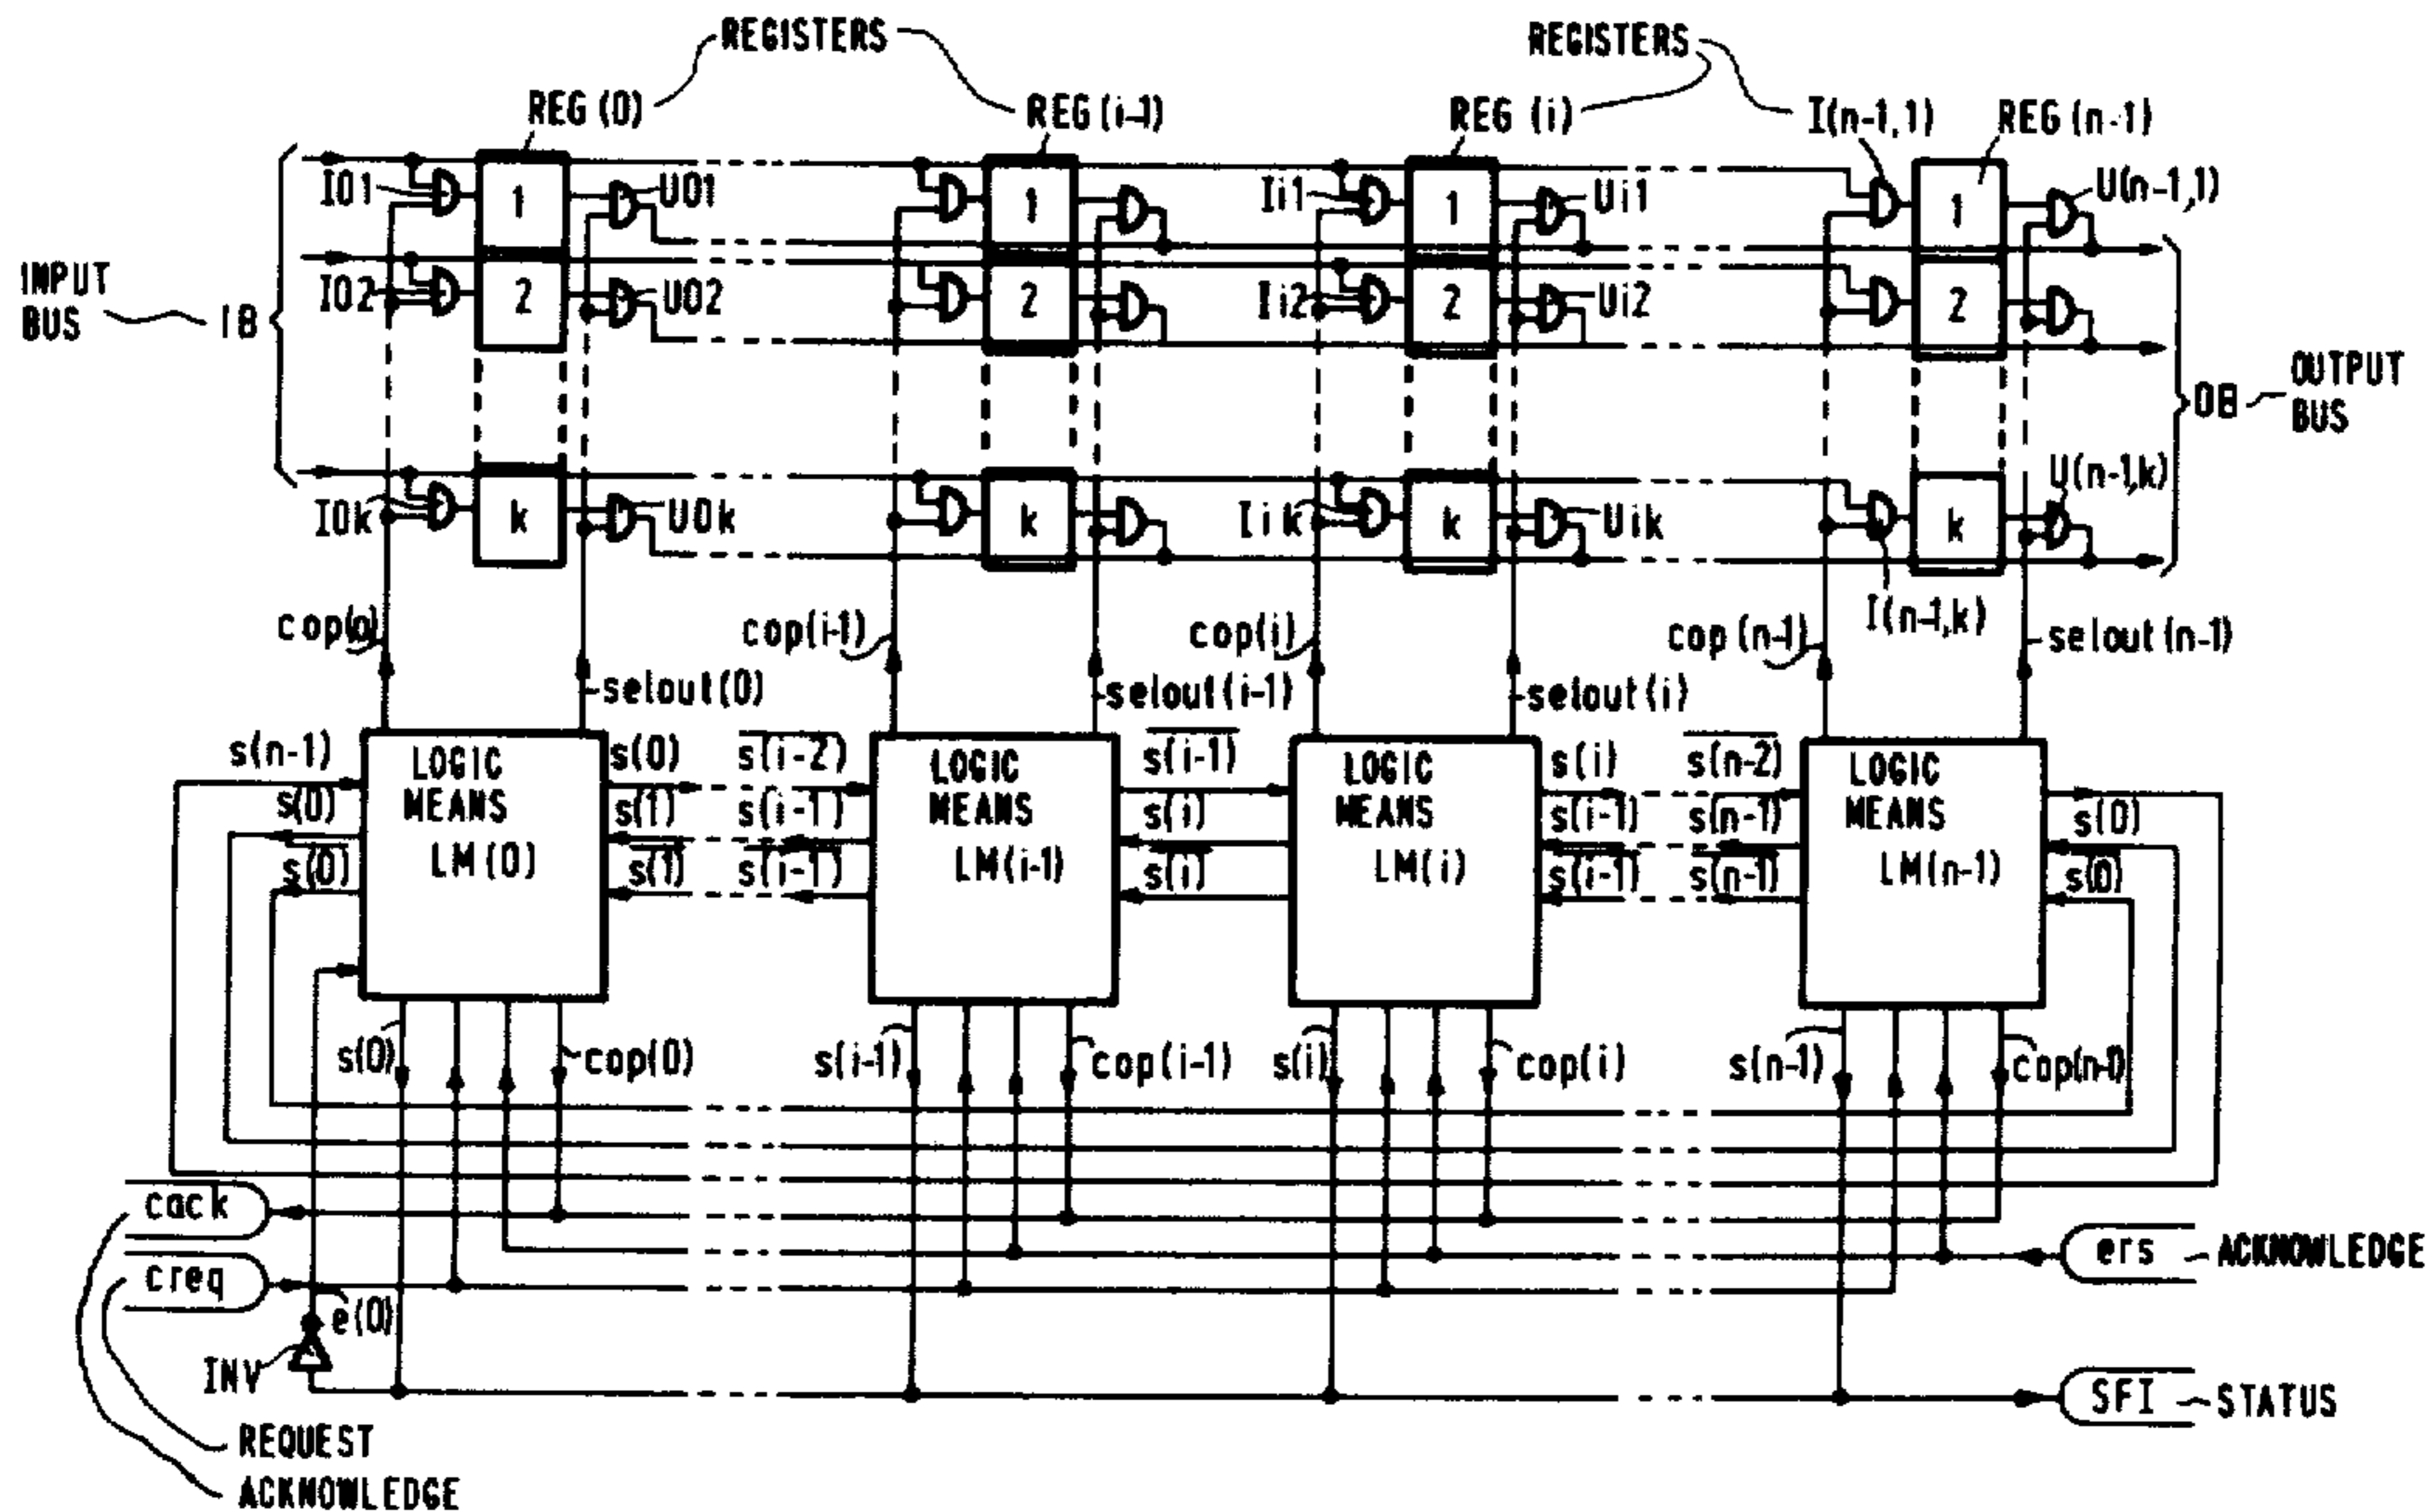 REGISTERS
REGISTERS
REG (0)
REG (i-1)
REG (i)
I(n-1,1)
REG (n-1)
I01
1
U01
1
Ii1
1
Ui1
1
U(n-1,1)
INPUT
BUS
IB
I02
2
U02
2
Ii2
2
Ui2
2
OB
OUTPUT
BUS
I0k
k
U0k
k
Iik
k
Uik
k
U(n-1,k)
I(n-1,k)
cop(o)
selout(0)
cop(i-1)
selout(i-1)
cop(i)
selout(i)
cop(n-1)
selout(n-1)
s(n-1)
s(0)
s(0)
LOGIC
MEANS
LM(0)
s(0)
s(1)
s(1)
s(i-2)
s(i-1)
s(i-1)
LOGIC
MEANS
LM(i-1)
s(i-1)
s(i)
s(i)
LOGIC
MEANS
LM(i)
s(i)
s(i-1)
s(i-1)
s(n-2)
s(n-1)
s(n-1)
LOGIC
MEANS
LM(n-1)
s(0)
s(0)
s(0)
cop(0)
s(i-1)
cop(i-1)
s(i)
cop(i)
s(n-1)
cack
creq
ers
ACKNOWLEDGE
e(0)
INV
SFI
STATUS
REQUEST
ACKNOWLEDGE